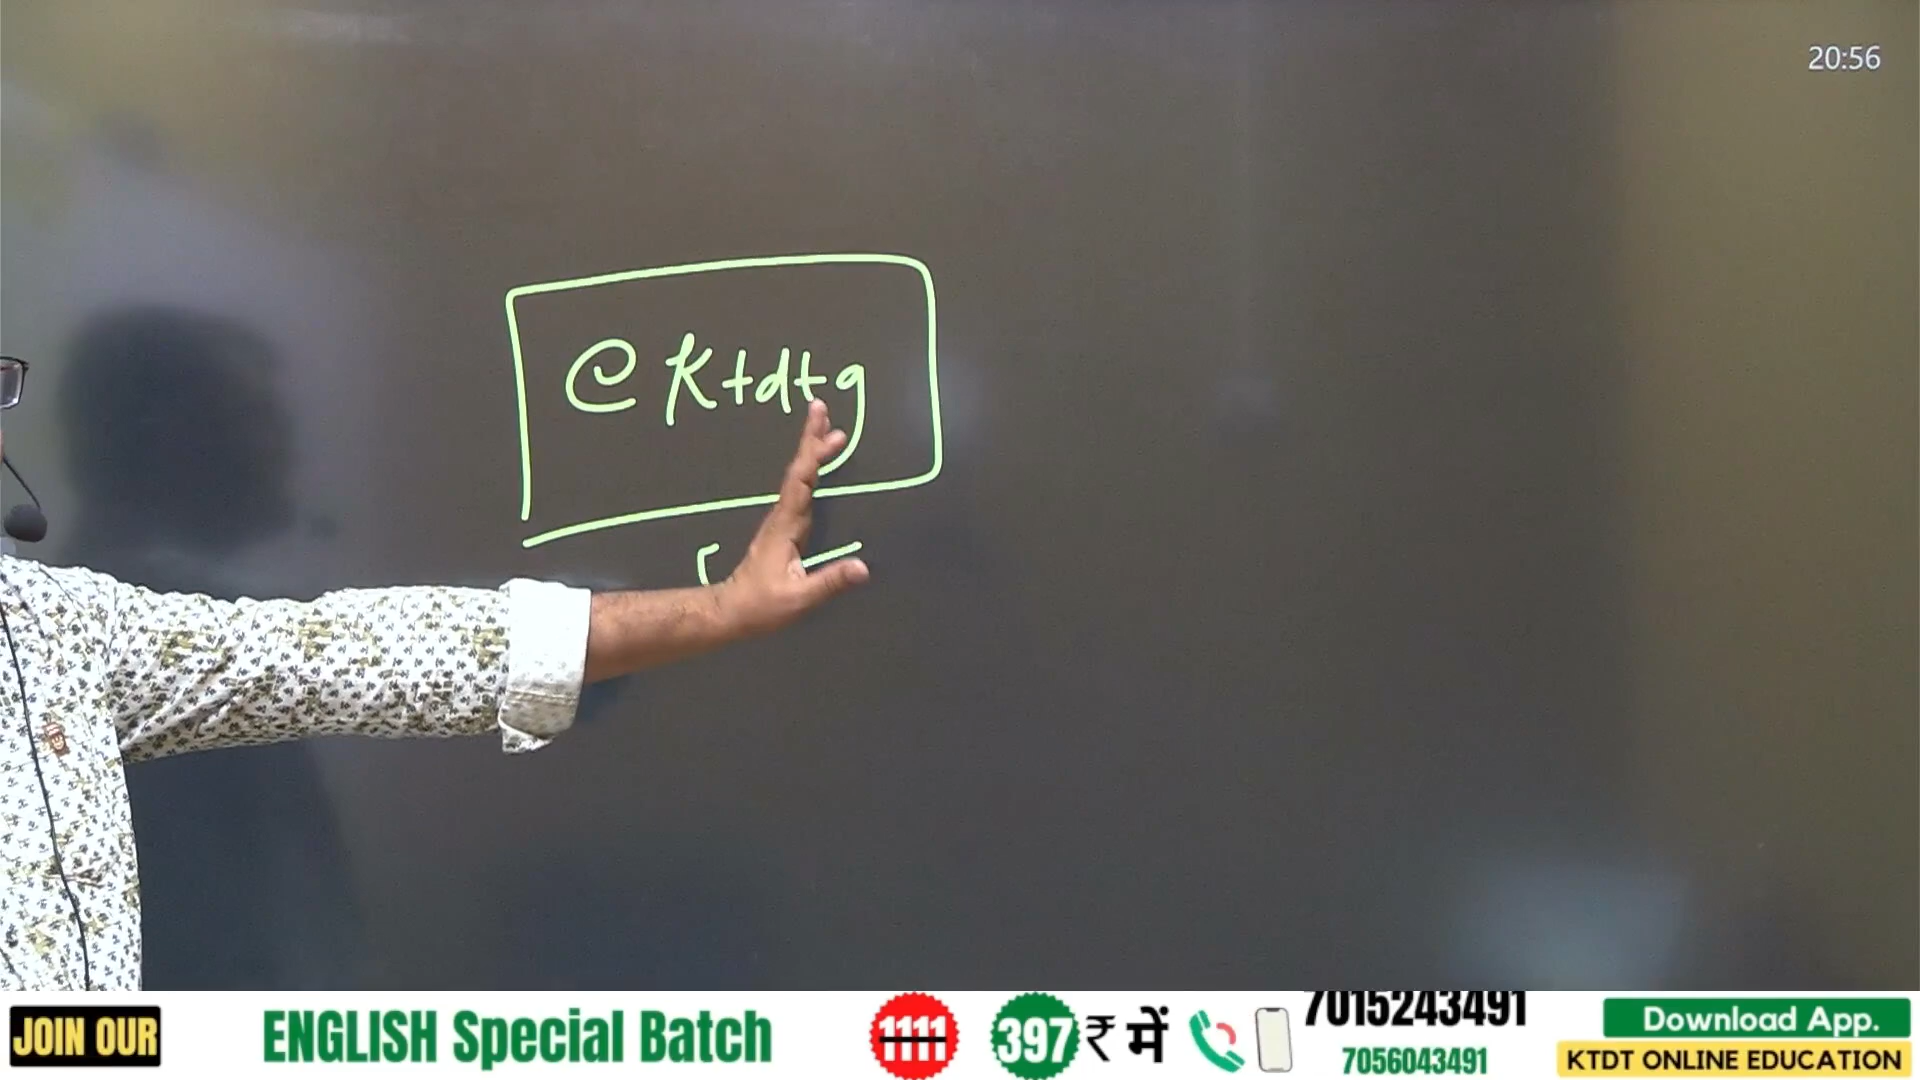 20:56
@Ktdtg
JOIN OUR
ENGLISH Special Batch
1111
397 ₹ में
7015243491
7056043491
Download App.
KTDT ONLINE EDUCATION